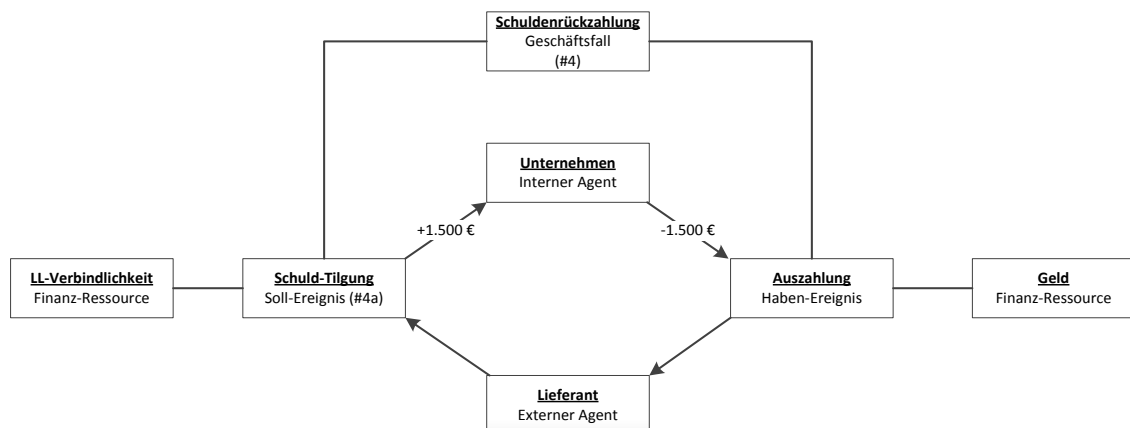 Schuldenrückzahlung
Geschäftsfall
(#4)
Unternehmen
Interner Agent
+1.500 €
-1.500 €
LL-Verbindlichkeit
Finanz-Ressource
Schuld-Tilgung
Soll-Ereignis (#4a)
Auszahlung
Haben-Ereignis
Geld
Finanz-Ressource
Lieferant
Externer Agent